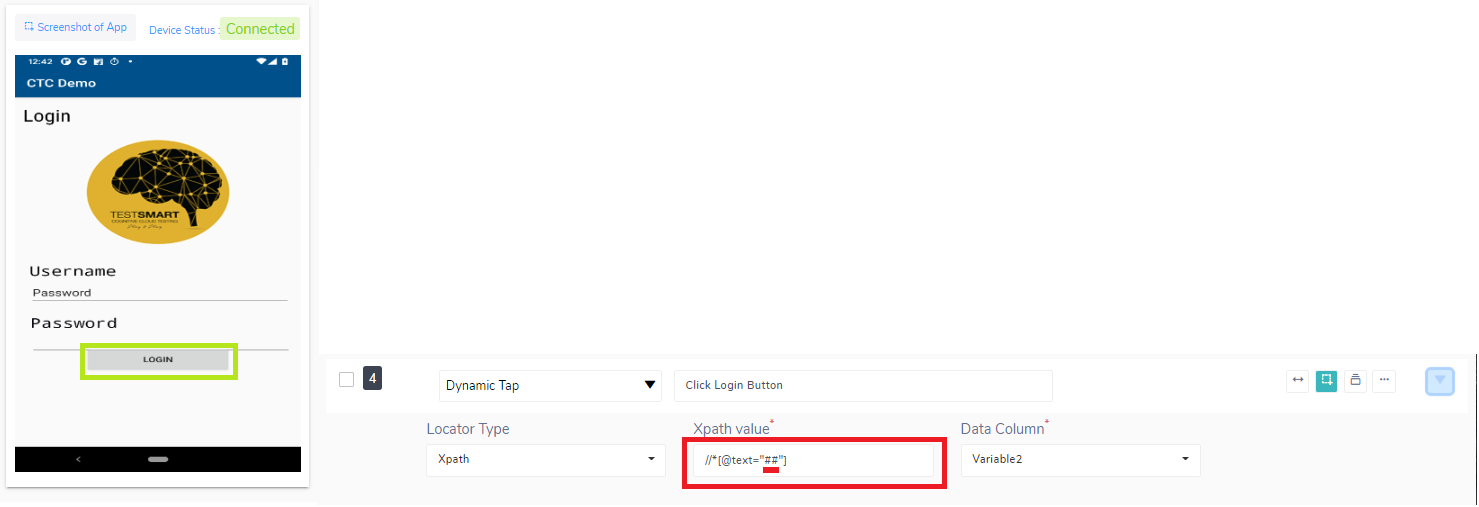 Screenshot of App
Device Status : Connected
12:42
CTC Demo
Login
TESTSMART
COGNITIVE CLOUD TESTING
Plug & Play
Username
Password
Password
LOGIN
4
Dynamic Tap
Click Login Button
Locator Type
Xpath value*
Data Column*
Xpath
//*[@text="##"]
Variable2